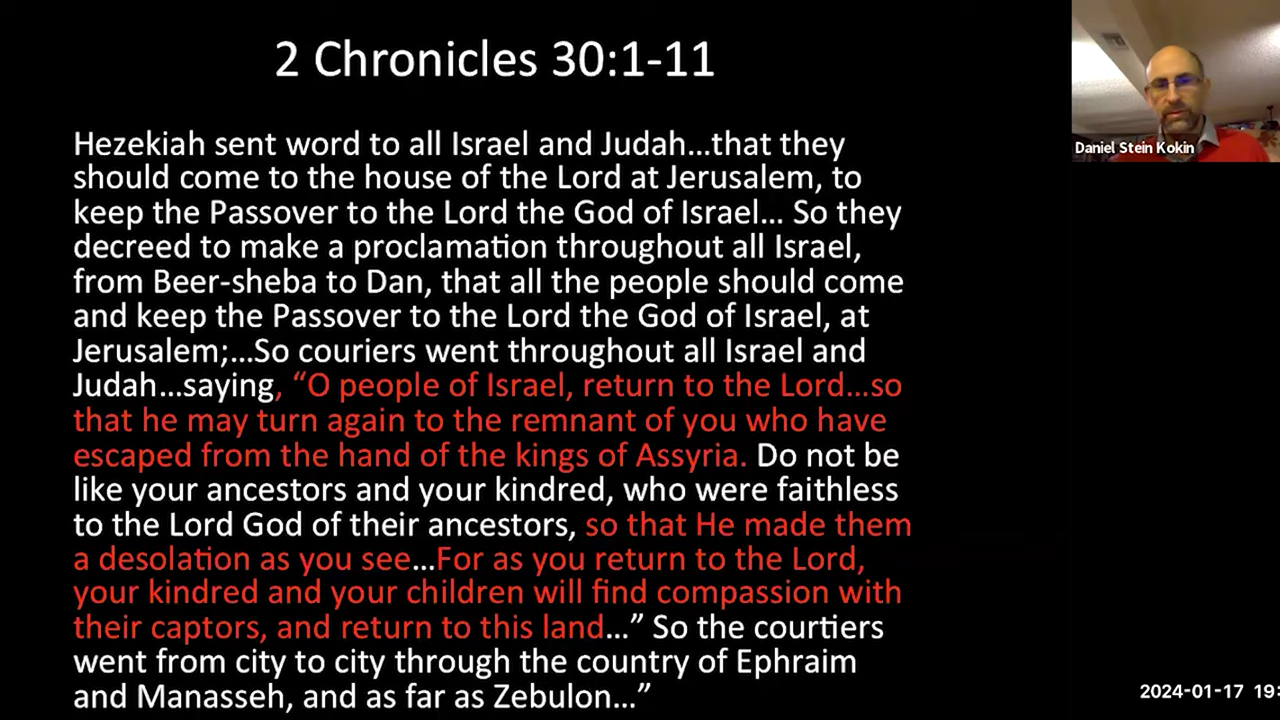 2 Chronicles 30:1-11
Hezekiah sent word to all Israel and Judah…that they
should come to the house of the Lord at Jerusalem, to
keep the Passover to the Lord the God of Israel… So they
decreed to make a proclamation throughout all Israel,
from Beer-sheba to Dan, that all the people should come
and keep the Passover to the Lord the God of Israel, at
Jerusalem;…So couriers went throughout all Israel and
Judah…saying, “O people of Israel, return to the Lord…so
that he may turn again to the remnant of you who have
escaped from the hand of the kings of Assyria. Do not be
like your ancestors and your kindred, who were faithless
to the Lord God of their ancestors, so that He made them
a desolation as you see…For as you return to the Lord,
your kindred and your children will find compassion with
their captors, and return to this land…” So the courtiers
went from city to city through the country of Ephraim
and Manasseh, and as far as Zebulon…”
Daniel Stein Kokin
2024-01-17 19: